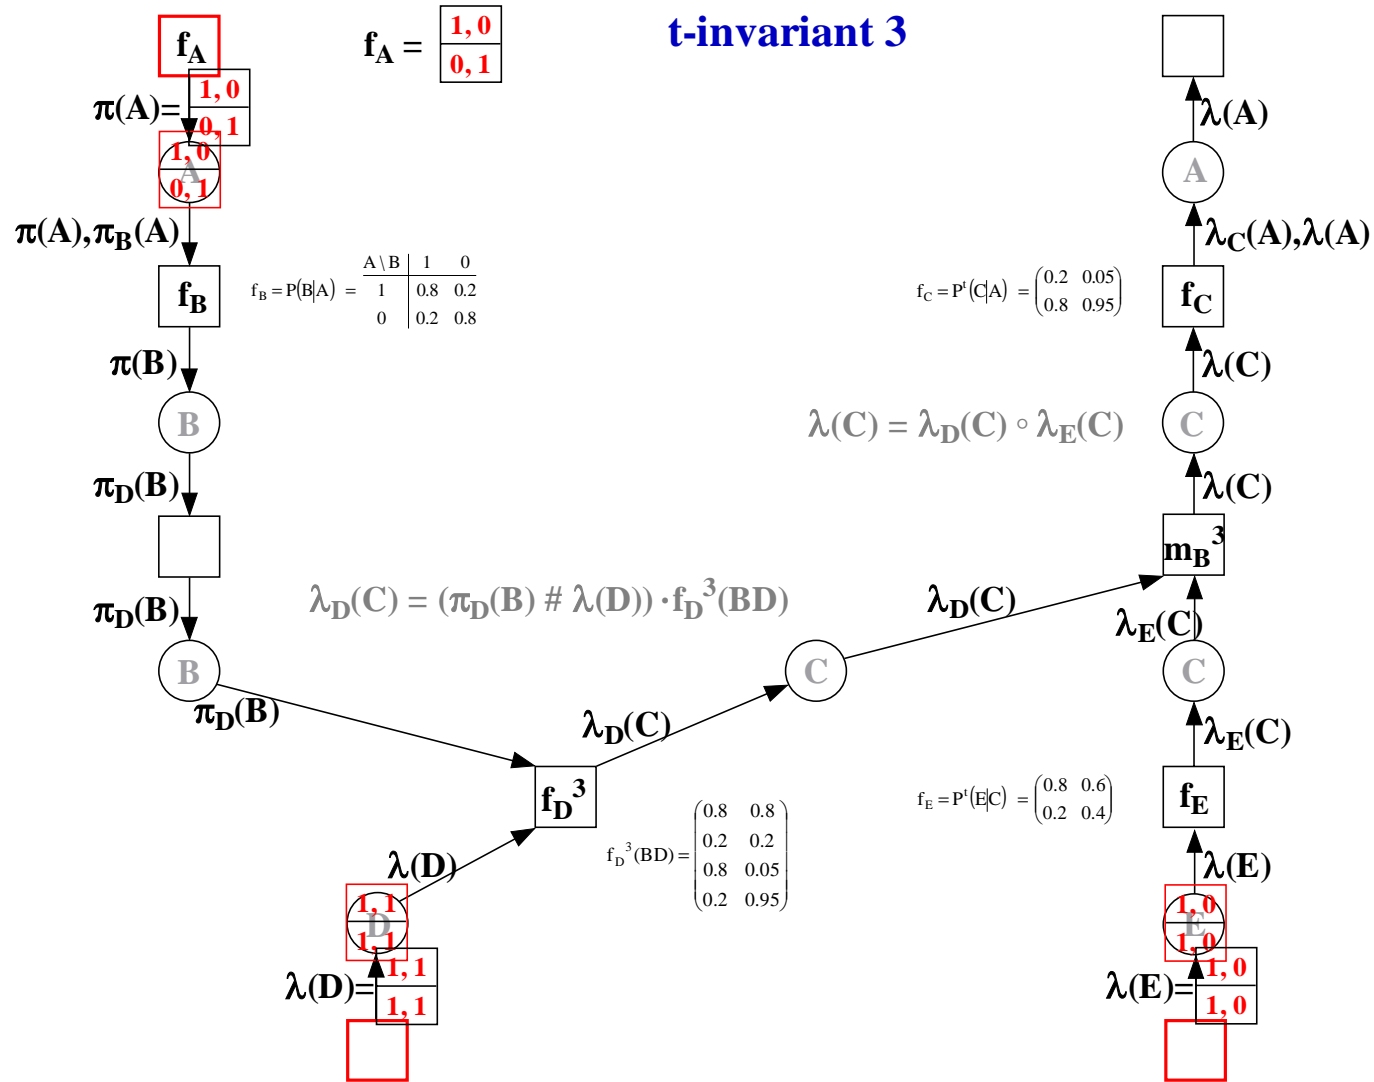 t-invariant 3
f_A
f_A =
1, 0
0, 1
π(A)=
1, 0
0, 1
1, 0
A
0, 1
π(A),π_B(A)
f_B
f_B = P(B|A) =
A \ B 1 0
1 0.8 0.2
0 0.2 0.8
π(B)
B
π_D(B)
π_D(B)
B
π_D(B)
λ_D(C) = (π_D(B) # λ(D)) · f_D^3(BD)
f_D^3
f_D^3(BD) =
0.8 0.8
0.2 0.2
0.8 0.05
0.2 0.95
λ(D)
1, 1
D
1, 1
λ(D)=
1, 1
1, 1
λ_D(C)
C
λ_D(C)
λ(A)
A
λ_C(A),λ(A)
f_C = P^t(C|A) =
0.2 0.05
0.8 0.95
f_C
λ(C)
λ(C) = λ_D(C) ∘ λ_E(C)
C
λ(C)
m_B^3
λ_E(C)
C
λ_E(C)
f_E = P^t(E|C) =
0.8 0.6
0.2 0.4
f_E
λ(E)
1, 0
E
1, 0
λ(E)=
1, 0
1, 0